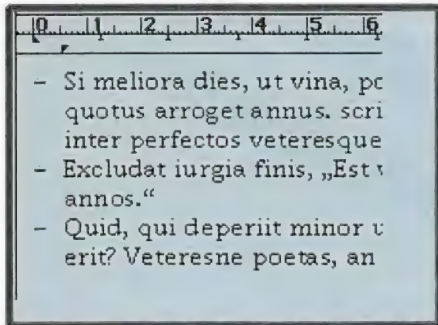 0 1 2 3 4 5 6
– Si meliora dies, ut vina,
quotus arroget annus. scri
inter perfectos veteresque
– Excludat iurgia finis, „Est
annos.“
– Quid, qui deperiit minor
erit? Veteresne poetas, an